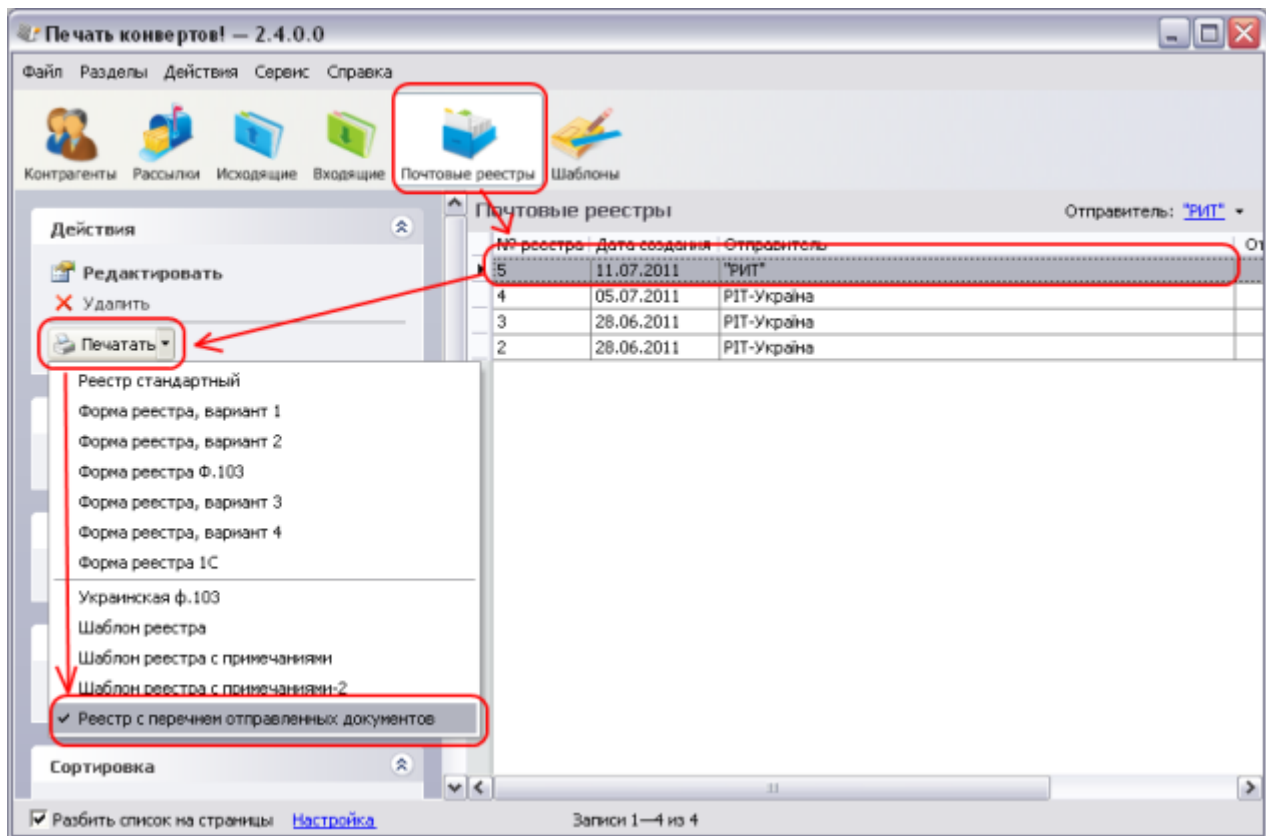 Печать конвертов! — 2.4.0.0
Файл Разделы Действия Сервис Справка
Контрагенты Рассылки Исходящие Входящие Почтовые реестры Шаблоны
Действия
Редактировать
Удалить
Печатать
Реестр стандартный
Форма реестра, вариант 1
Форма реестра, вариант 2
Форма реестра Ф.103
Форма реестра, вариант 3
Форма реестра, вариант 4
Форма реестра 1С
Украинская ф.103
Шаблон реестра
Шаблон реестра с примечаниями
Шаблон реестра с примечаниями-2
Реестр с перечнем отправленных документов
Сортировка
Почтовые реестры Отправитель: "РИТ"
№ реестра Дата создания Отправитель От
5 11.07.2011 "РИТ"
4 05.07.2011 РІТ-Україна
3 28.06.2011 РІТ-Україна
2 28.06.2011 РІТ-Україна
Разбить список на страницы Настройка Записи 1—4 из 4